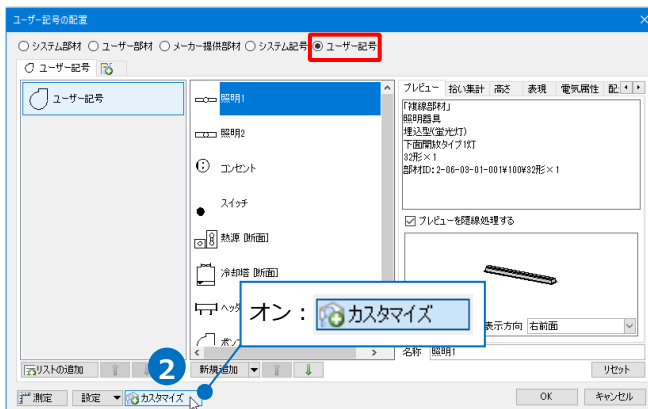 ユーザー記号の配置
システム部材 ユーザー部材 メーカー提供部材 システム記号 ユーザー記号
ユーザー記号
ユーザー記号
照明1
照明2
コンセント
スイッチ
熱源 [断面]
冷却塔 [断面]
プレビュー 拾い集計 高さ 表現 電気属性
「複線部材」
照明器具
埋込型(蛍光灯)
下面開放タイプ1灯
32形×1
部材ID:2-06-03-01-001¥100¥32形×1
プレビューを隠線処理する
オン:カスタマイズ
表示方向 右前面
名称 照明1
リストの追加
2
新規追加
リセット
測定 設定 カスタマイズ
OK キャンセル